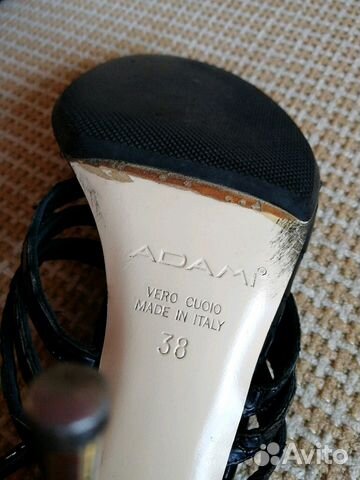 ADAMi®
VERO CUOIO
MADE IN ITALY
38
Avito